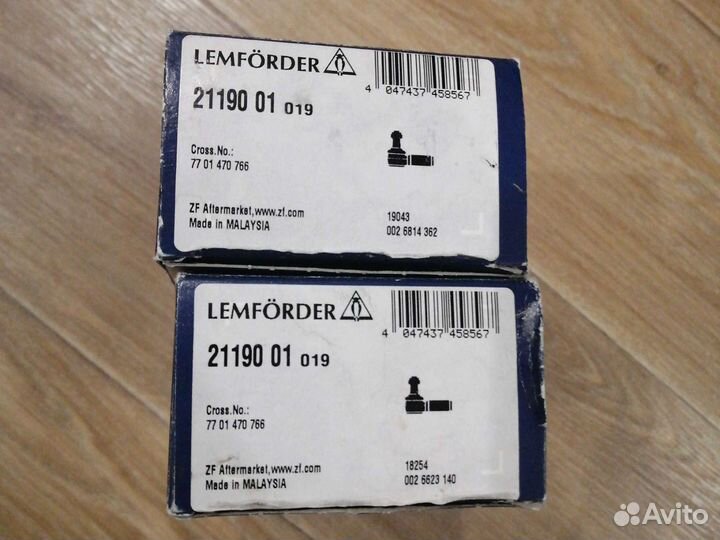 LEMFÖRDER
4 047437 458567
21190 01 019
Cross.No.:
77 01 470 766
ZF Aftermarket,www.zf.com
Made in MALAYSIA
19043
002 6814 362
LEMFÖRDER
4 047437 458567
21190 01 019
Cross.No.:
77 01 470 766
ZF Aftermarket,www.zf.com
Made in MALAYSIA
18254
002 6623 140
Avito